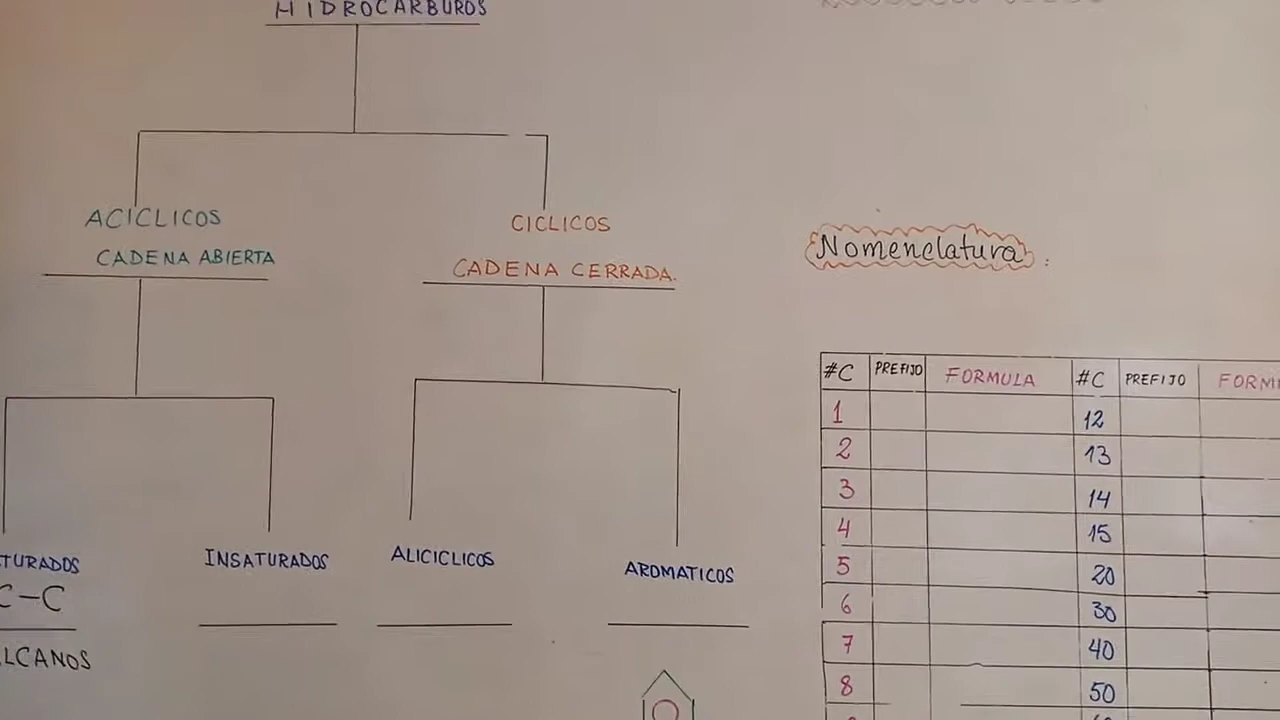 HIDROCARBUROS
ACICLICOS
CADENA ABIERTA
CICLICOS
CADENA CERRADA.
TURADOS
C-C
LCANOS
INSATURADOS
ALICICLICOS
AROMATICOS
Nomenclatura :
#C PREFIJO FORMULA #C PREFIJO FORM
1 12
2 13
3 14
4 15
5 20
6 30
7 40
8 50